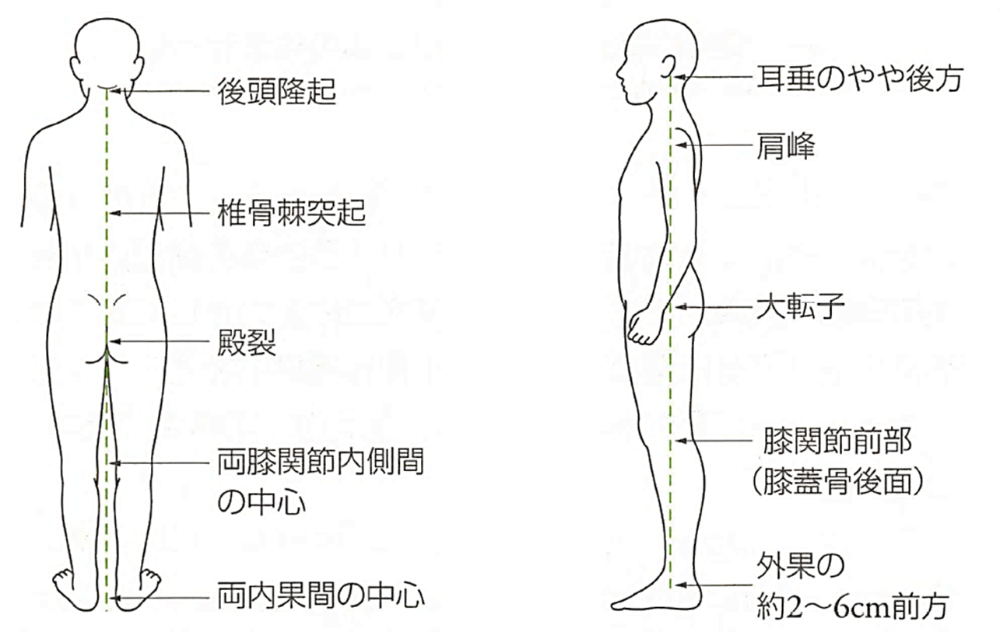 後頭隆起
椎骨棘突起
殿裂
両膝関節内側間
の中心
両内果間の中心
耳垂のやや後方
肩峰
大転子
膝関節前部
（膝蓋骨後面）
外果の
約2～6cm前方